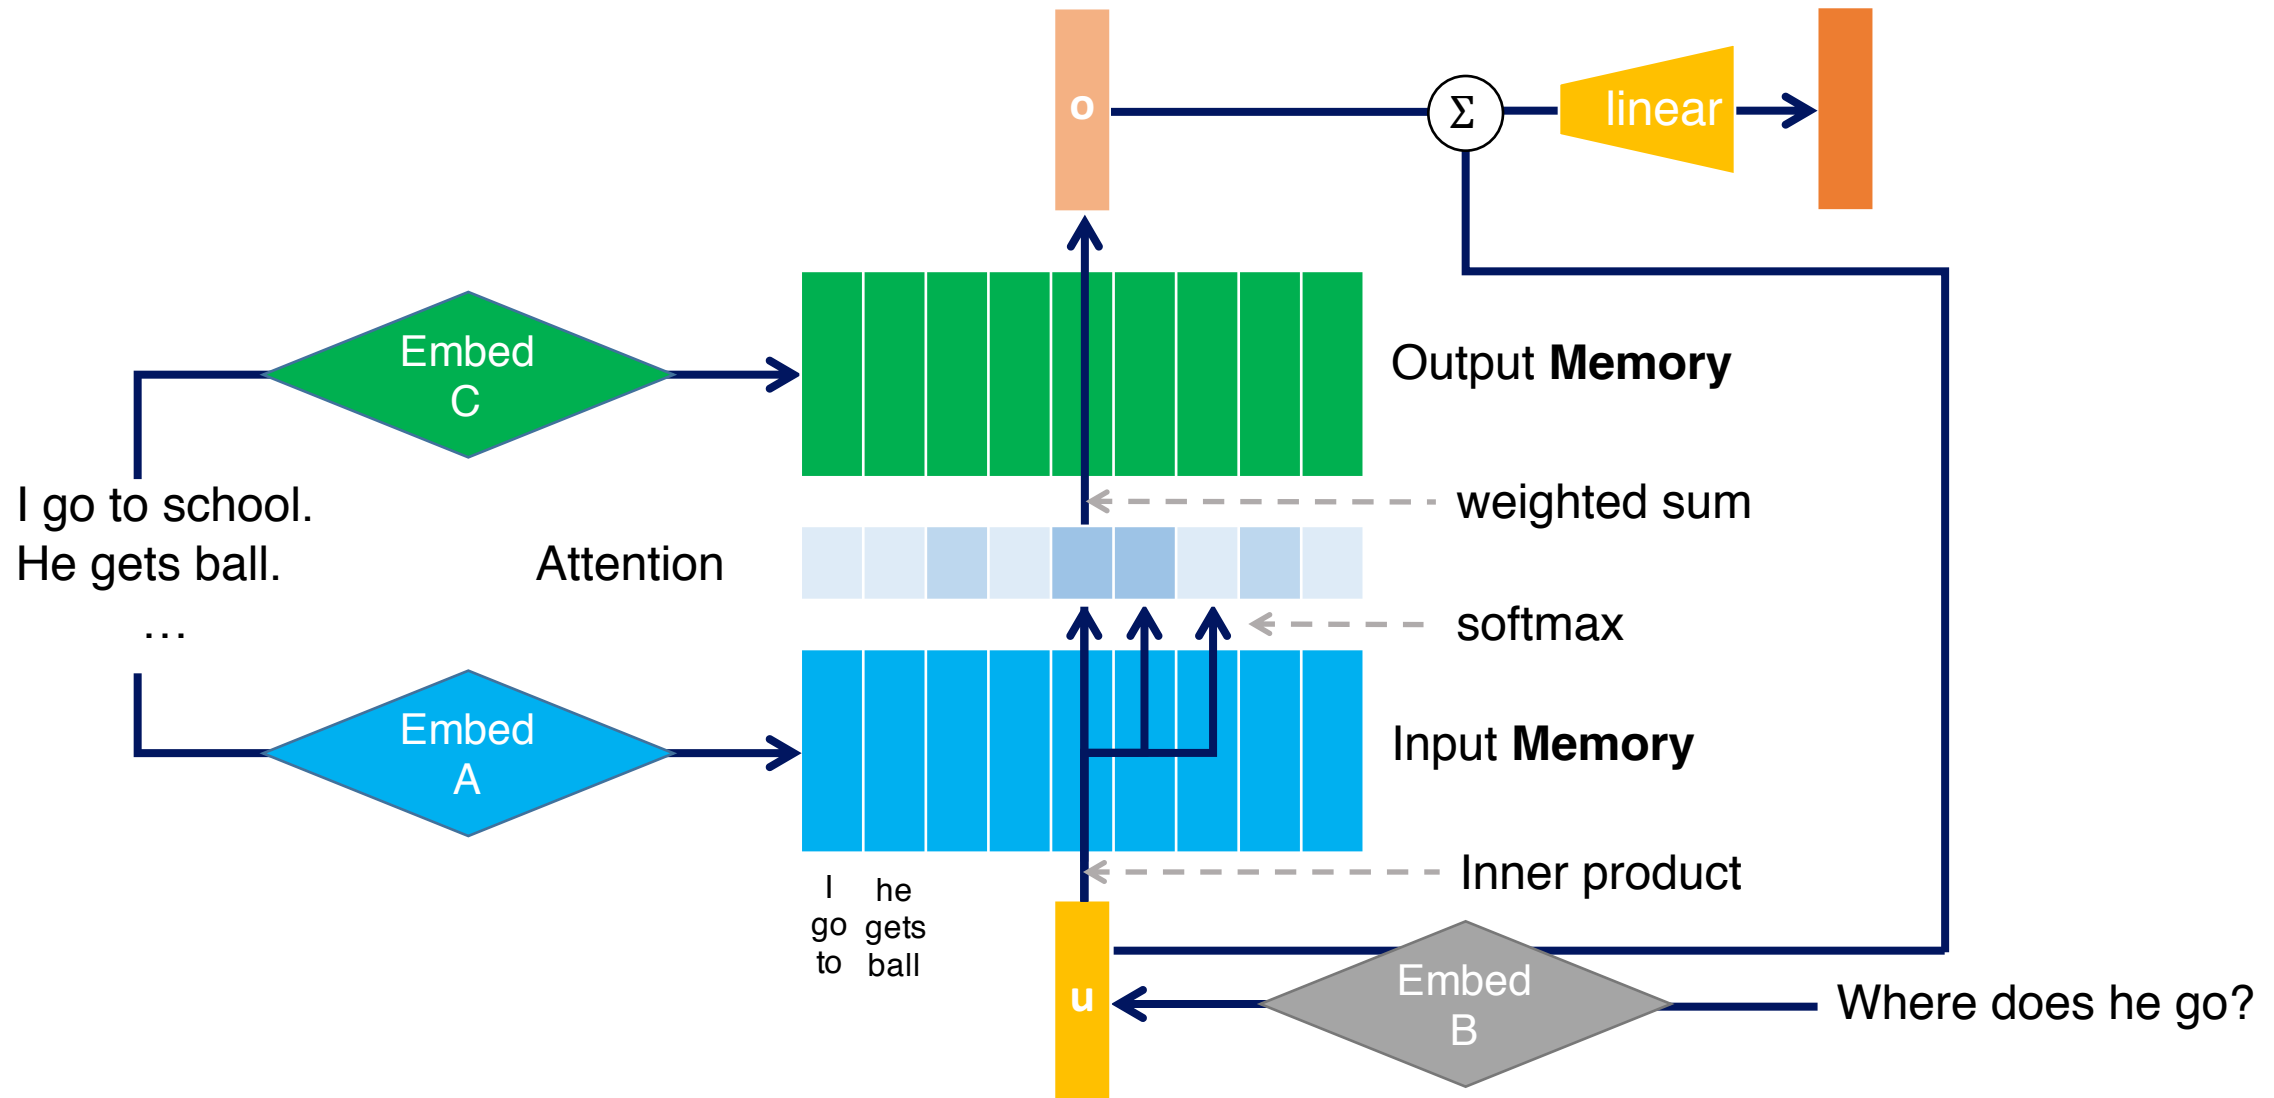 o
Σ
linear
Embed
C
Output Memory
I go to school.
He gets ball.
...
weighted sum
Attention
softmax
Embed
A
Input Memory
I
go
to
he
gets
ball
Inner product
u
Embed
B
Where does he go?